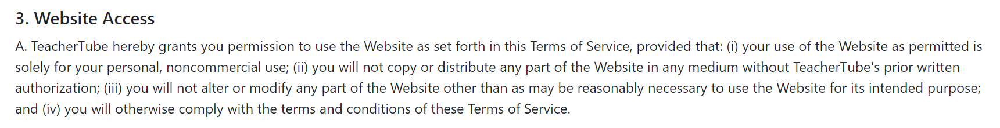 3. Website Access
A. TeacherTube hereby grants you permission to use the Website as set forth in this Terms of Service, provided that: (i) your use of the Website as permitted is
solely for your personal, noncommercial use; (ii) you will not copy or distribute any part of the Website in any medium without TeacherTube's prior written
authorization; (iii) you will not alter or modify any part of the Website other than as may be reasonably necessary to use the Website for its intended purpose;
and (iv) you will otherwise comply with the terms and conditions of these Terms of Service.